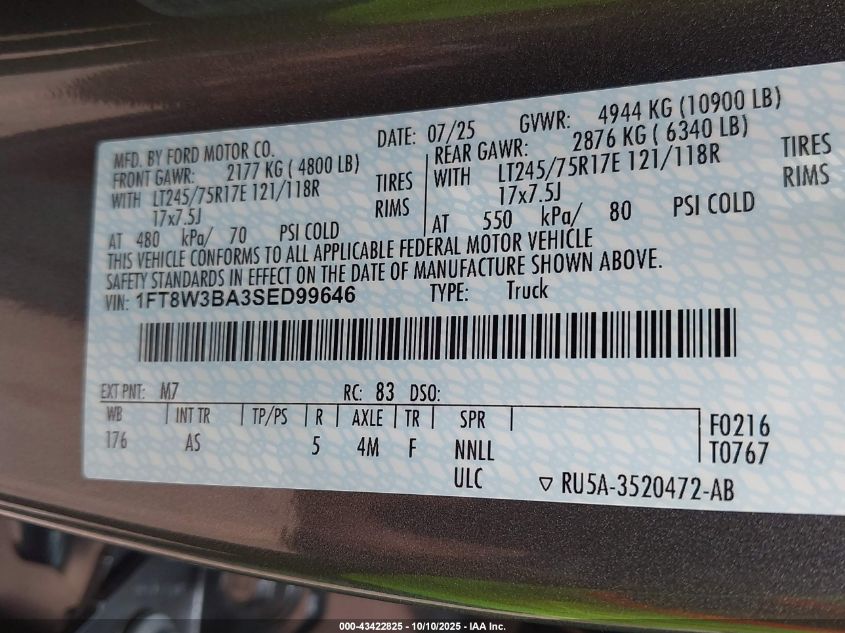 MFD. BY FORD MOTOR CO. DATE: 07/25 GVWR: 4944 KG (10900 LB)
FRONT GAWR: 2177 KG ( 4800 LB) REAR GAWR: 2876 KG ( 6340 LB)
WITH LT245/75R17E 121/118R TIRES WITH LT245/75R17E 121/118R TIRES
17x7.5J RIMS 17x7.5J RIMS
AT 480 kPa/ 70 PSI COLD AT 550 kPa/ 80 PSI COLD
THIS VEHICLE CONFORMS TO ALL APPLICABLE FEDERAL MOTOR VEHICLE
SAFETY STANDARDS IN EFFECT ON THE DATE OF MANUFACTURE SHOWN ABOVE.
VIN: 1FT8W3BA3SED99646 TYPE: Truck
EXT PNT: M7 RC: 83 DSO:
WB INT TR TP/PS R AXLE TR SPR F0216
176 AS 5 4M F NNLL T0767
ULC RU5A-3520472-AB
000-43422825 - 10/10/2025 - IAA Inc.